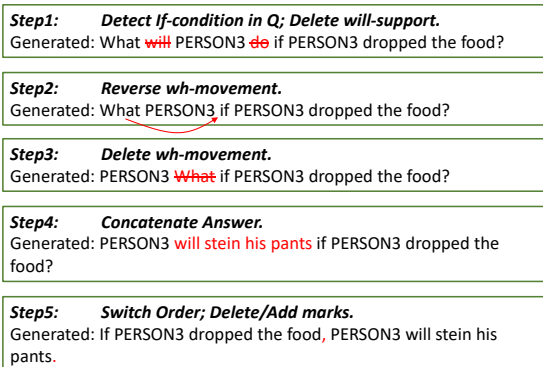 Step1: Detect If-condition in Q; Delete will-support.
Generated: What will PERSON3 do if PERSON3 dropped the food?
Step2: Reverse wh-movement.
Generated: What PERSON3 if PERSON3 dropped the food?
Step3: Delete wh-movement.
Generated: PERSON3 What if PERSON3 dropped the food?
Step4: Concatenate Answer.
Generated: PERSON3 will stein his pants if PERSON3 dropped the
food?
Step5: Switch Order; Delete/Add marks.
Generated: If PERSON3 dropped the food, PERSON3 will stein his
pants.